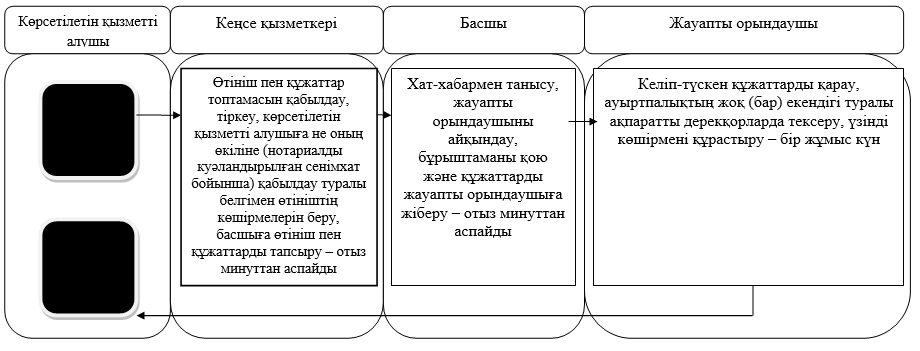 Көрсетілетін қызметті
алушы
Кеңсе қызметкері
Басшы
Жауапты орындаушы
Өтініш пен құжаттар
топтамасын қабылдау,
тіркеу, көрсетілетін
қызметті алушыға не оның
өкіліне (нотариалды
куәландырылған сенімхат
бойынша) қабылдау туралы
белгімен өтініштің
көшірмелерін беру,
басшыға өтініш пен
құжаттарды тапсыру – отыз
минуттан аспайды
Хат-хабармен танысу,
жауапты
орындаушыны
айқындау,
бұрыштаманы қою
және құжаттарды
жауапты орындаушыға
жіберу – отыз минуттан
аспайды
Келіп-түскен құжаттарды қарау,
ауыртпалықтың жоқ (бар) екендігі туралы
ақпаратты дерекқорларда тексеру, үзінді
көшірмені құрастыру – бір жұмыс күн